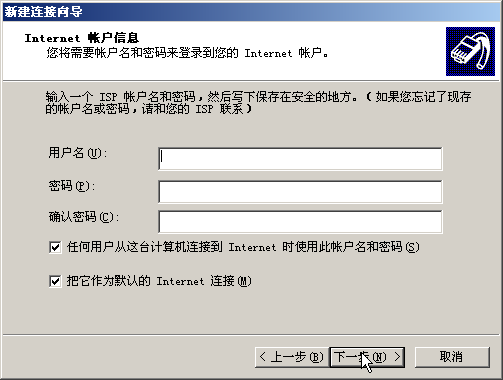 新建连接向导
Internet 帐户信息
您将需要帐户名和密码来登录到您的 Internet 帐户。
输入一个 ISP 帐户名和密码，然后写下保存在安全的地方。(如果您忘记了现存
的帐户名或密码，请和您的 ISP 联系)
用户名(U):
密码(P):
确认密码(C):
任何用户从这台计算机连接到 Internet 时使用此帐户名和密码(S)
把它作为默认的 Internet 连接(M)
< 上一步(B) 下一步(N) > 取消